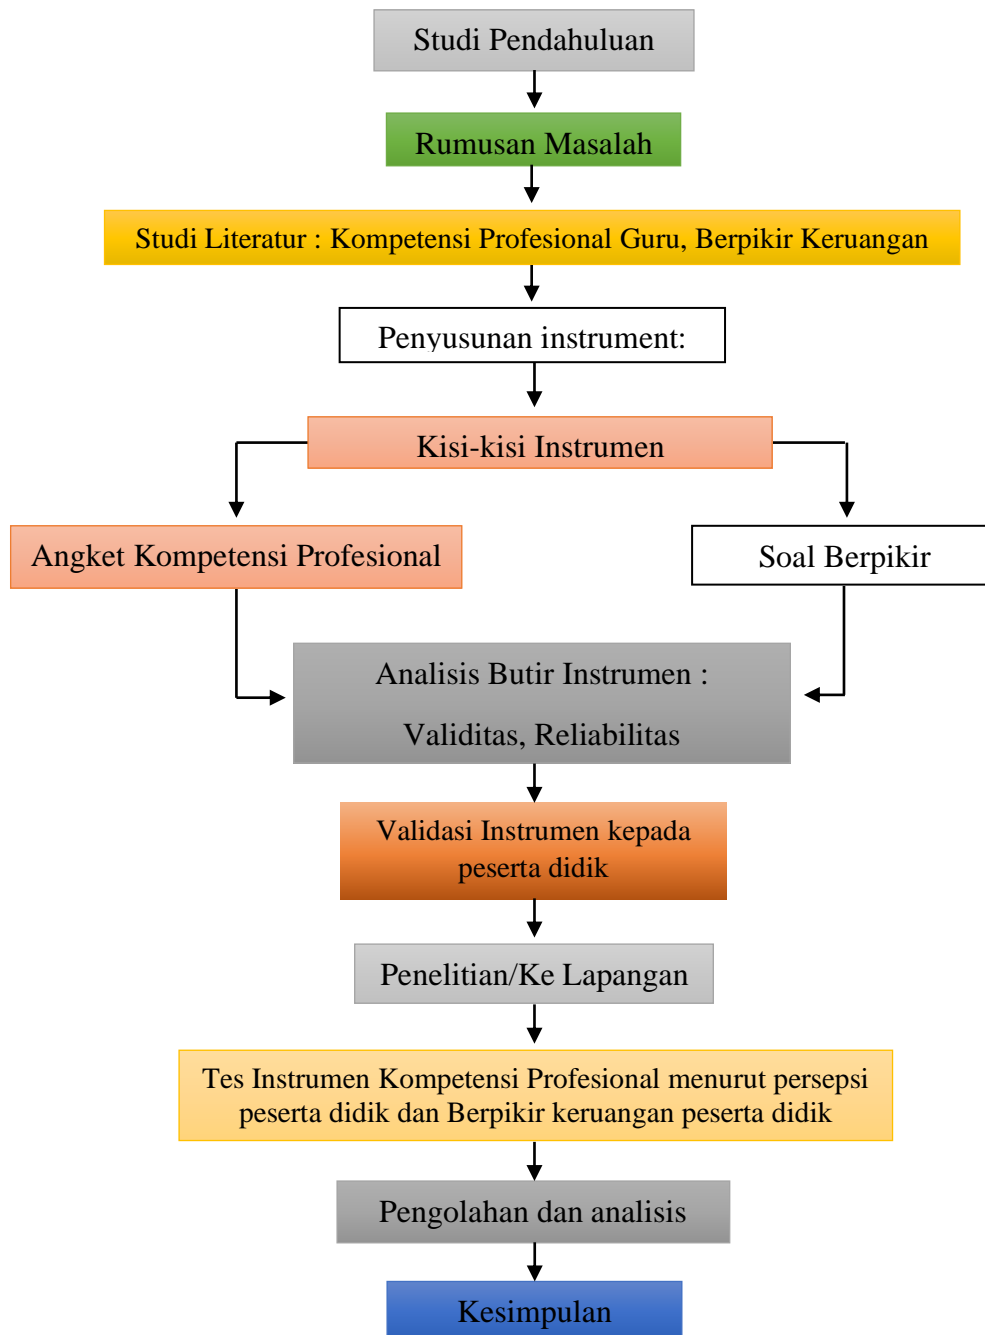 Studi Pendahuluan
Rumusan Masalah
Studi Literatur : Kompetensi Profesional Guru, Berpikir Keruangan
Penyusunan instrument:
Kisi-kisi Instrumen
Angket Kompetensi Profesional
Soal Berpikir
Analisis Butir Instrumen :
Validitas, Reliabilitas
Validasi Instrumen kepada
peserta didik
Penelitian/Ke Lapangan
Tes Instrumen Kompetensi Profesional menurut persepsi
peserta didik dan Berpikir keruangan peserta didik
Pengolahan dan analisis
Kesimpulan